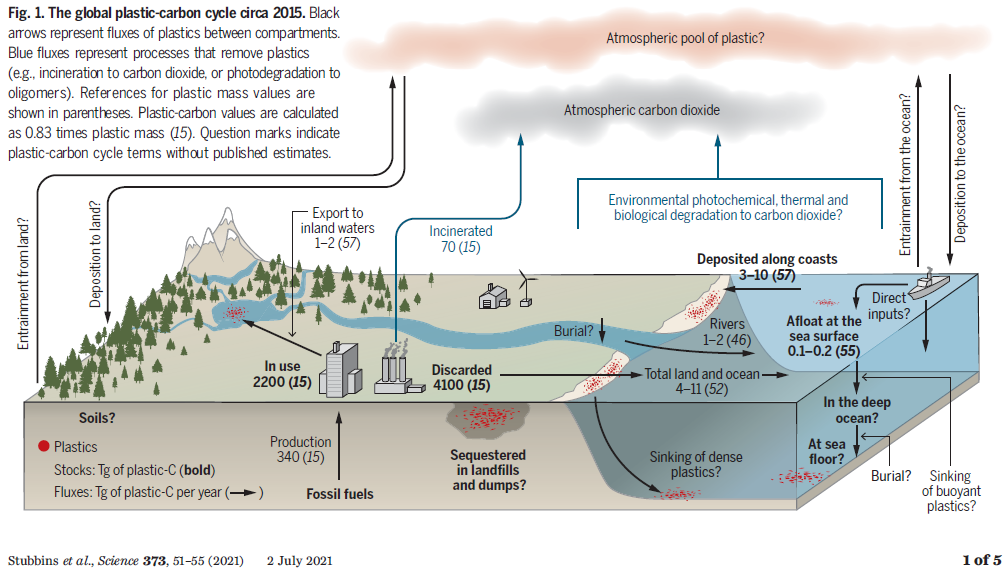 Fig. 1. The global plastic-carbon cycle circa 2015. Black
arrows represent fluxes of plastics between compartments.
Blue fluxes represent processes that remove plastics
(e.g., incineration to carbon dioxide, or photodegradation to
oligomers). References for plastic mass values are
shown in parentheses. Plastic-carbon values are calculated
as 0.83 times plastic mass (15). Question marks indicate
plastic-carbon cycle terms without published estimates.
Atmospheric pool of plastic?
Atmospheric carbon dioxide
Entrainment from land?
Deposition to land?
Export to
inland waters
1–2 (57)
Incinerated
70 (15)
Environmental photochemical, thermal and
biological degradation to carbon dioxide?
Entrainment from the ocean?
Deposition to the ocean?
Deposited along coasts
3–10 (57)
Direct
inputs?
Burial?
Rivers
1–2 (46)
Afloat at the
sea surface
0.1–0.2 (55)
In use
2200 (15)
Discarded
4100 (15)
Total land and ocean
4–11 (52)
In the deep
ocean?
Soils?
Plastics
Stocks: Tg of plastic-C (bold)
Fluxes: Tg of plastic-C per year ( )
Production
340 (15)
Fossil fuels
Sequestered
in landfills
and dumps?
Sinking of dense
plastics?
At sea
floor?
Burial?
Sinking
of buoyant
plastics?
Stubbins et al., Science 373, 51–55 (2021) 2 July 2021
1 of 5